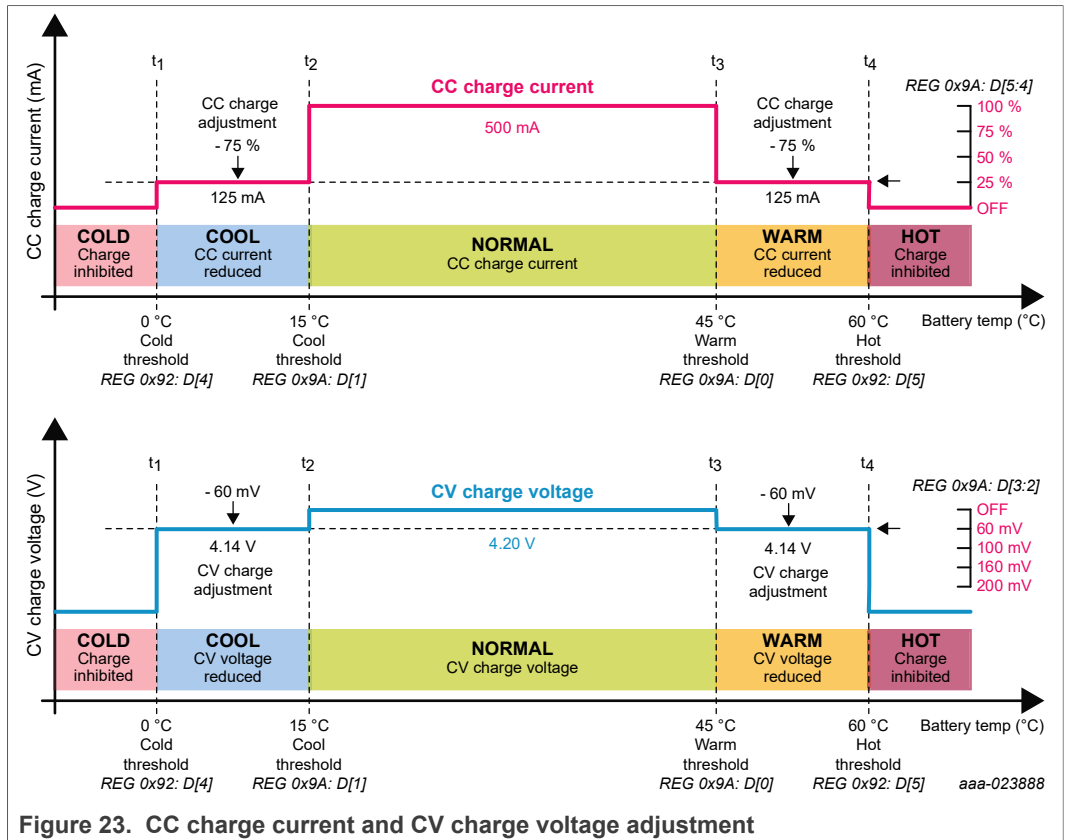 CC charge current (mA)
t1
t2
t3
t4
CC charge current
REG 0x9A: D[5:4]
CC charge
adjustment
- 75 %
500 mA
CC charge
adjustment
- 75 %
100 %
75 %
50 %
25 %
OFF
125 mA
125 mA
COLD
Charge
inhibited
COOL
CC current
reduced
NORMAL
CC charge current
WARM
CC current
reduced
HOT
Charge
inhibited
0 °C
Cold
threshold
REG 0x92: D[4]
15 °C
Cool
threshold
REG 0x9A: D[1]
45 °C
Warm
threshold
REG 0x9A: D[0]
60 °C
Hot
threshold
REG 0x92: D[5]
Battery temp (°C)
CV charge voltage (V)
t1
t2
t3
t4
CV charge voltage
REG 0x9A: D[3:2]
- 60 mV
4.14 V
CV charge
adjustment
4.20 V
- 60 mV
4.14 V
CV charge
adjustment
OFF
60 mV
100 mV
160 mV
200 mV
COLD
Charge
inhibited
COOL
CV voltage
reduced
NORMAL
CV charge voltage
WARM
CV voltage
reduced
HOT
Charge
inhibited
0 °C
Cold
threshold
REG 0x92: D[4]
15 °C
Cool
threshold
REG 0x9A: D[1]
45 °C
Warm
threshold
REG 0x9A: D[0]
60 °C
Hot
threshold
REG 0x92: D[5]
Battery temp (°C)
aaa-023888
Figure 23. CC charge current and CV charge voltage adjustment